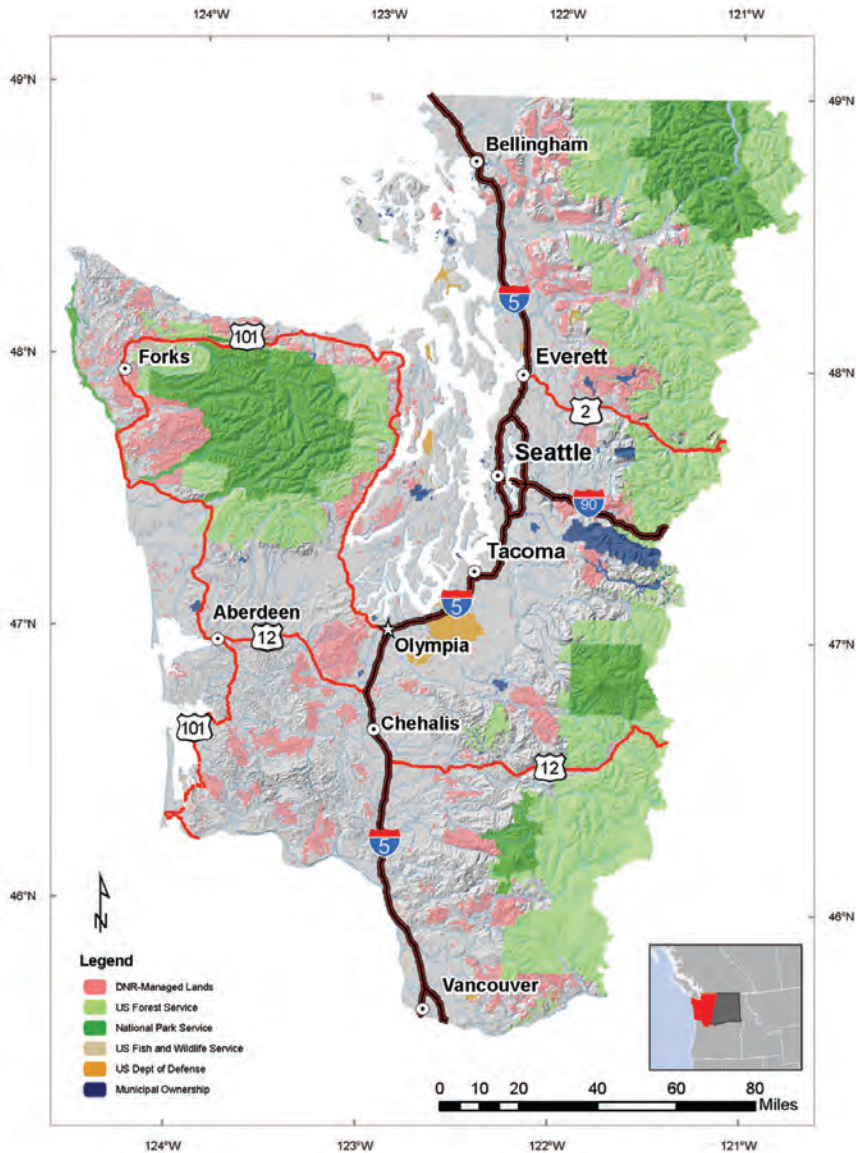 124°W 123°W 122°W 121°W
49°N 49°N
Bellingham
5
48°N 48°N
101
Forks
Everett
2
Seattle
90
Tacoma
5
47°N 47°N
Aberdeen
12
Olympia
101
Chehalis
12
5
46°N 46°N
N
Legend
DNR-Managed Lands
US Forest Service
National Park Service
US Fish and Wildlife Service
US Dept of Defense
Municipal Ownership
Vancouver
0 10 20 40 60 80
Miles
124°W 123°W 122°W 121°W